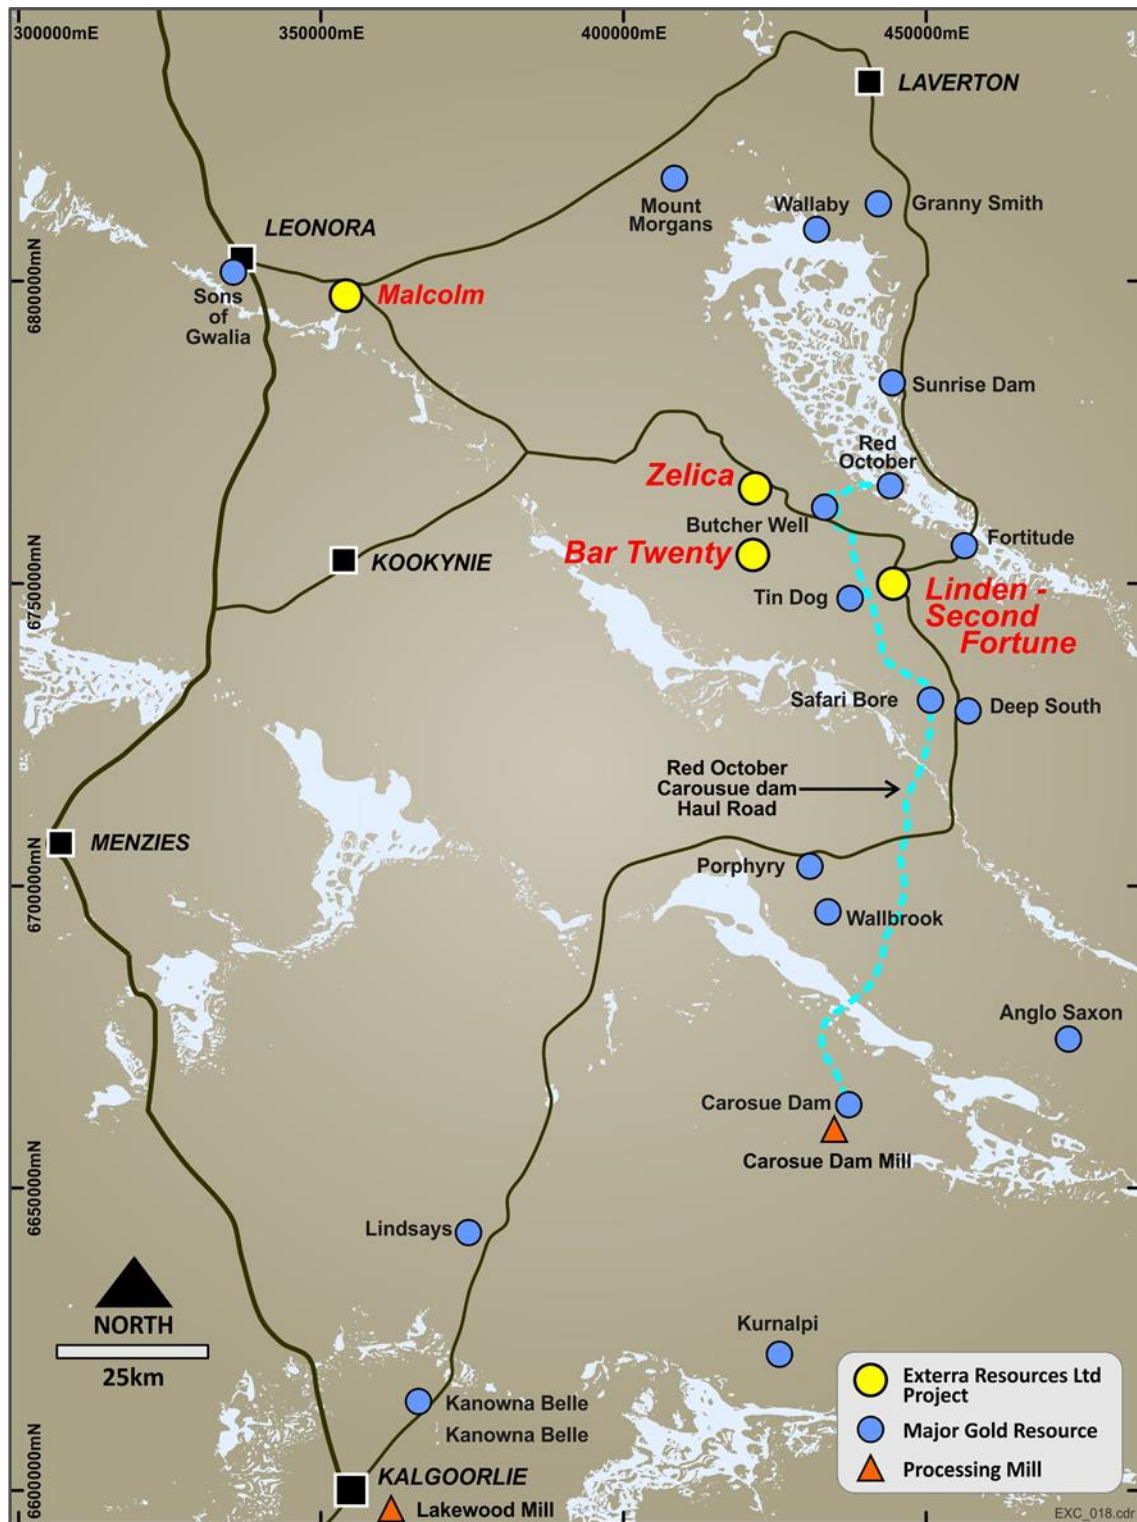 300000mE
350000mE
400000mE
450000mE
LAVERTON
Mount
Morgans
Wallaby
Granny Smith
LEONORA
6800000mN
Sons
of
Gwalia
Malcolm
Sunrise Dam
Red
October
Zelica
Butcher Well
Fortitude
Bar Twenty
KOOKYNIE
6750000mN
Tin Dog
Linden -
Second
Fortune
Safari Bore
Deep South
Red October
Carousue dam
Haul Road
MENZIES
Porphyry
6700000mN
Wallbrook
Anglo Saxon
Carosue Dam
Carosue Dam Mill
6650000mN
Lindsays
NORTH
25km
Kurnalpi
Kanowna Belle
Kanowna Belle
KALGOORLIE
Lakewood Mill
6600000mN
Exterra Resources Ltd
Project
Major Gold Resource
Processing Mill
EXC_018.cdr